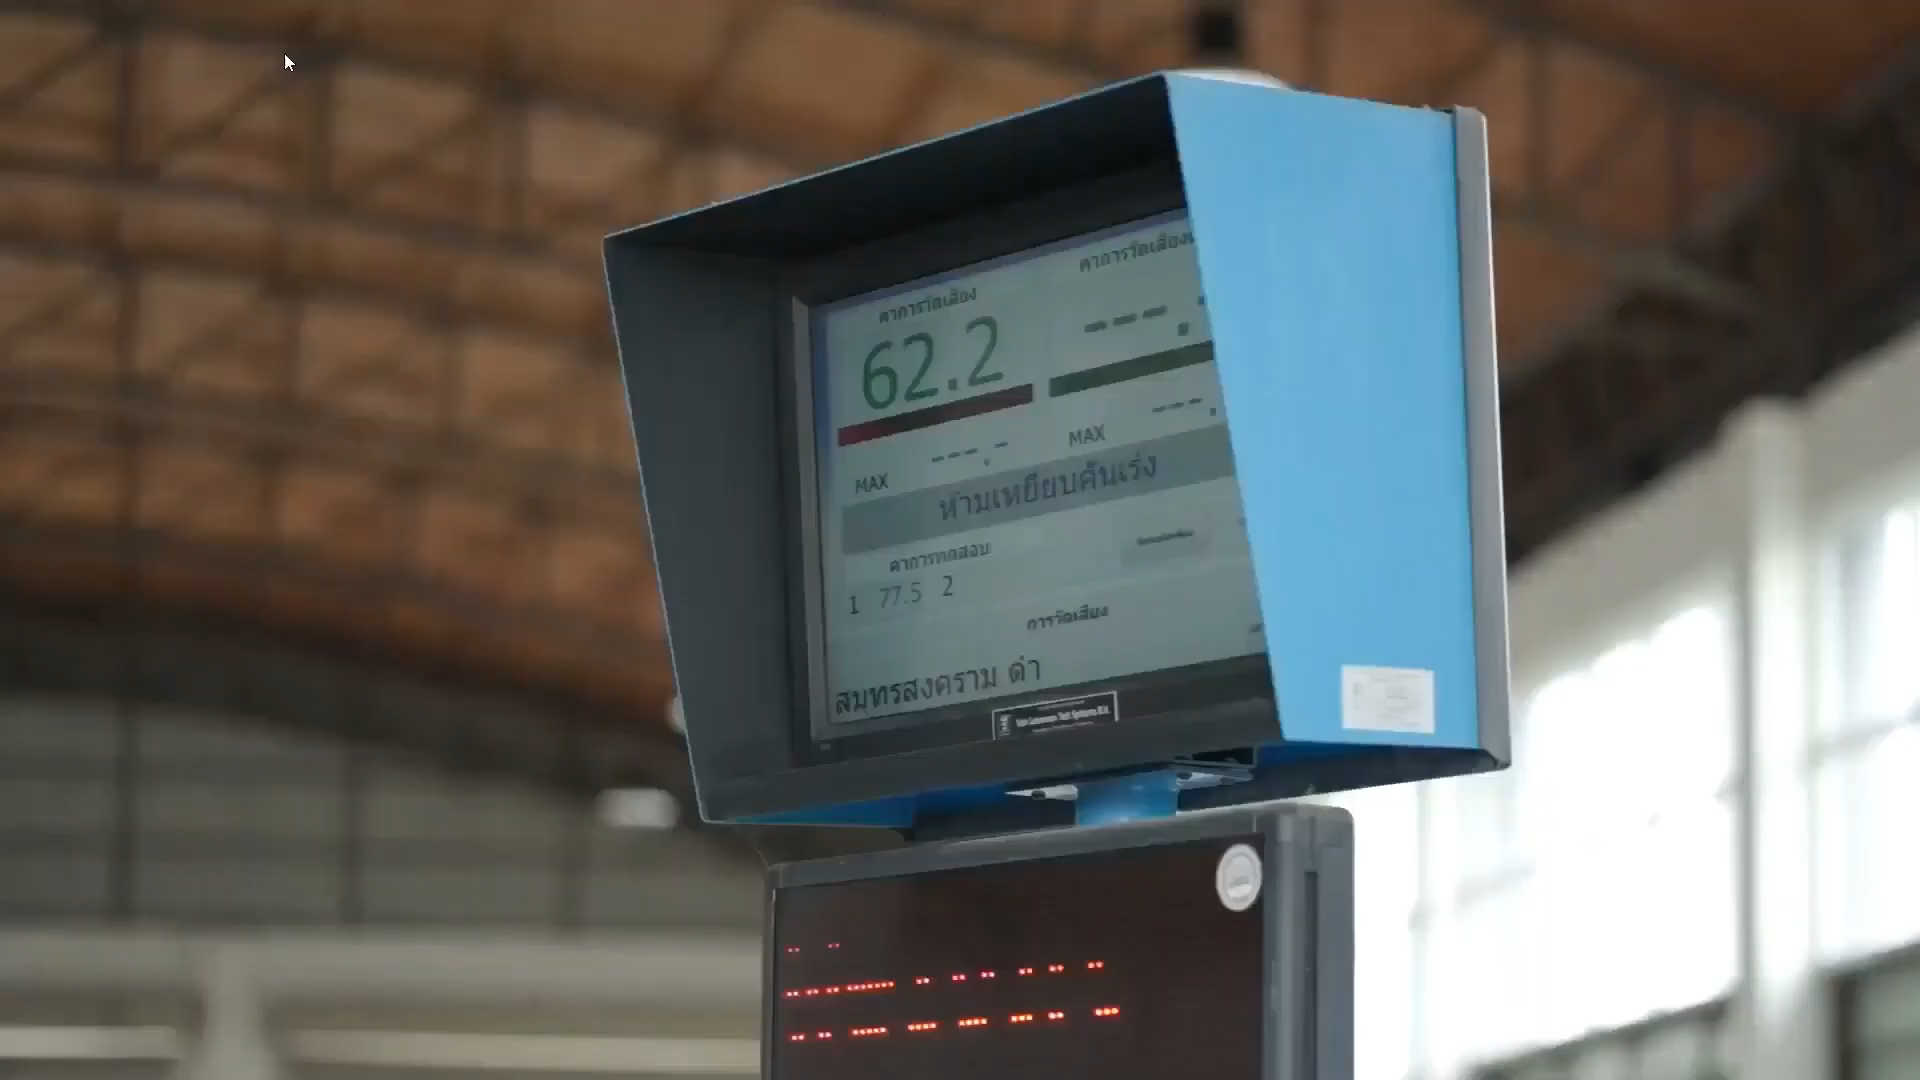 ค่าการวัดเสียง
ค่าการวัดเสียง
62.2
---.-
MAX ---.-
MAX ---.
ห้ามเหยียบคันเร่ง
ค่าการทดสอบ
1 77.5 2
การวัดเสียง
สมุทรสงคราม ดำ